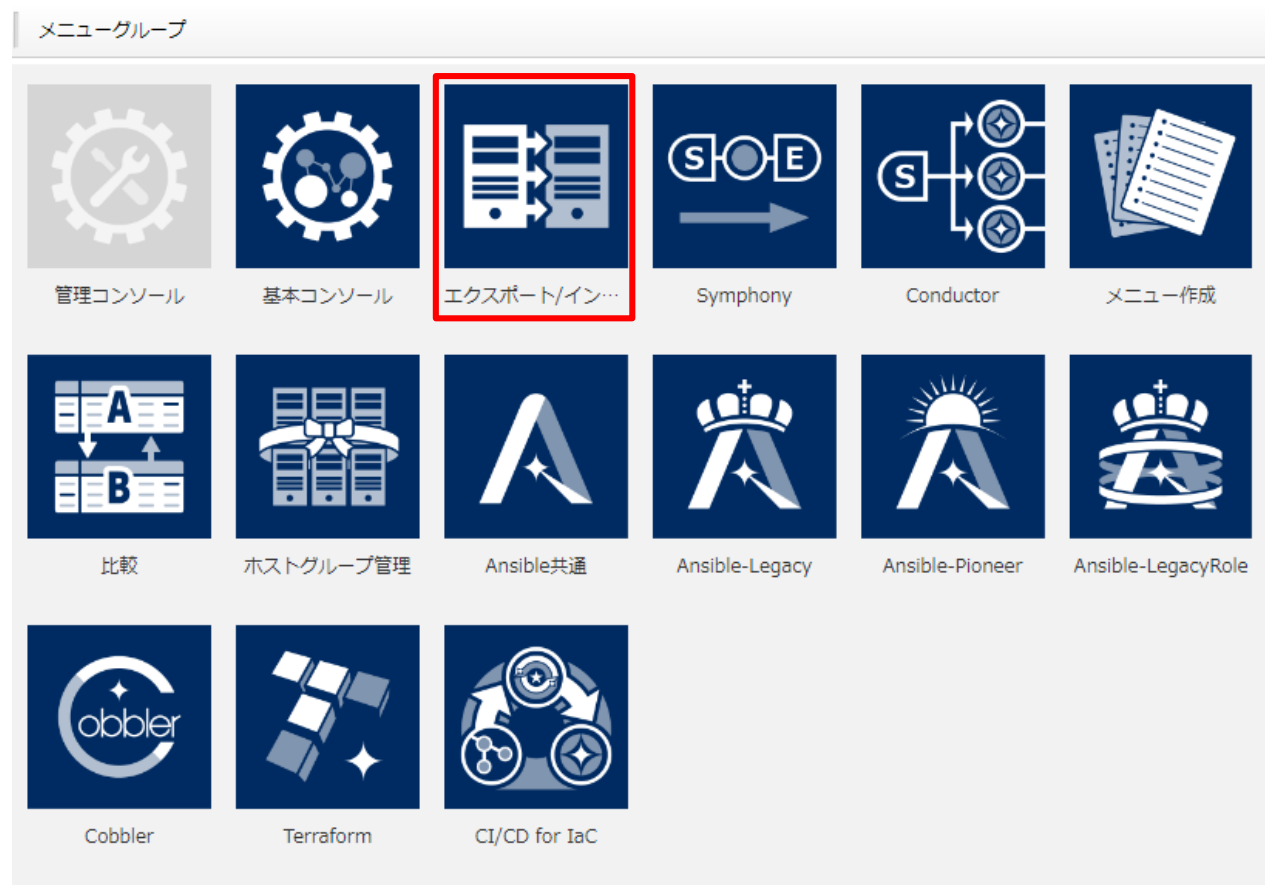 メニューグループ
S E
S
管理コンソール 基本コンソール エクスポート/イン… Symphony Conductor メニュー作成
A
B
比較 ホストグループ管理 Ansible共通 Ansible-Legacy Ansible-Pioneer Ansible-LegacyRole
obbler
Cobbler Terraform CI/CD for IaC